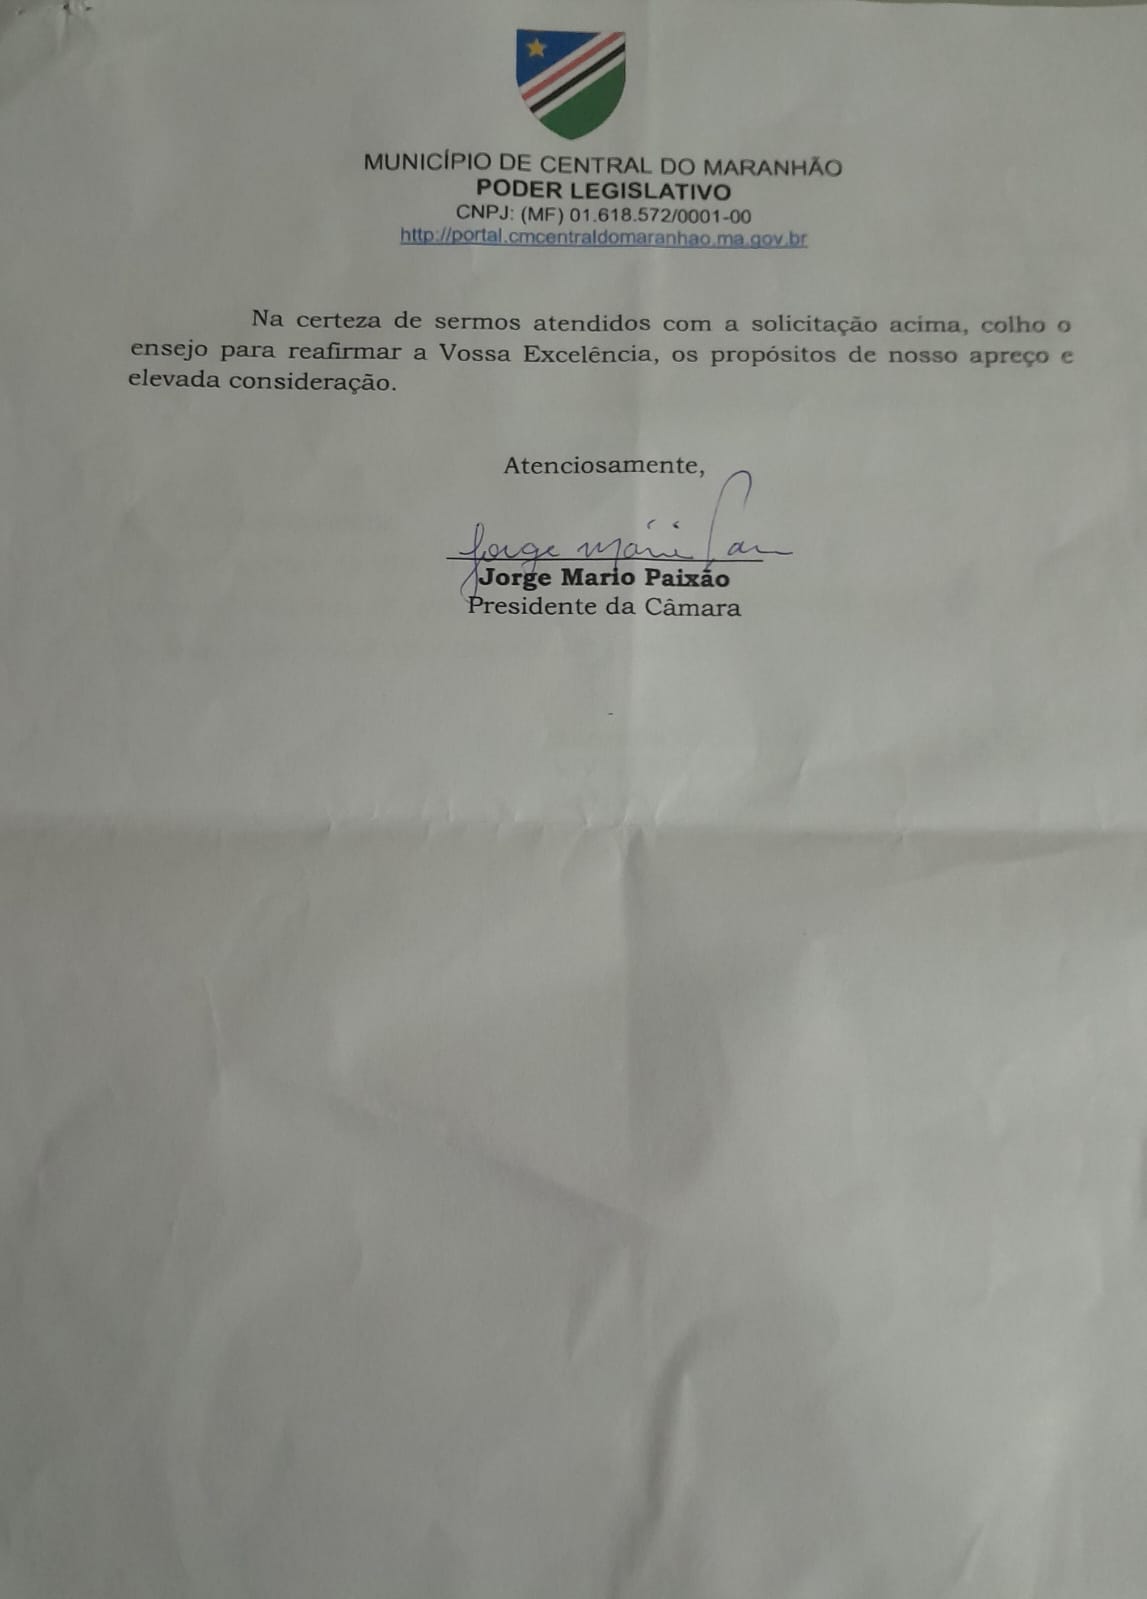 MUNICÍPIO DE CENTRAL DO MARANHÃO
PODER LEGISLATIVO
CNPJ: (MF) 01.618.572/0001-00
http://portal.cmcentraldomaranhao.ma.gov.br
Na certeza de sermos atendidos com a solicitação acima, colho o
ensejo para reafirmar a Vossa Excelência, os propósitos de nosso apreço e
elevada consideração.
Atenciosamente,
Jorge Mario
Jorge Mario Paixão
Presidente da Câmara